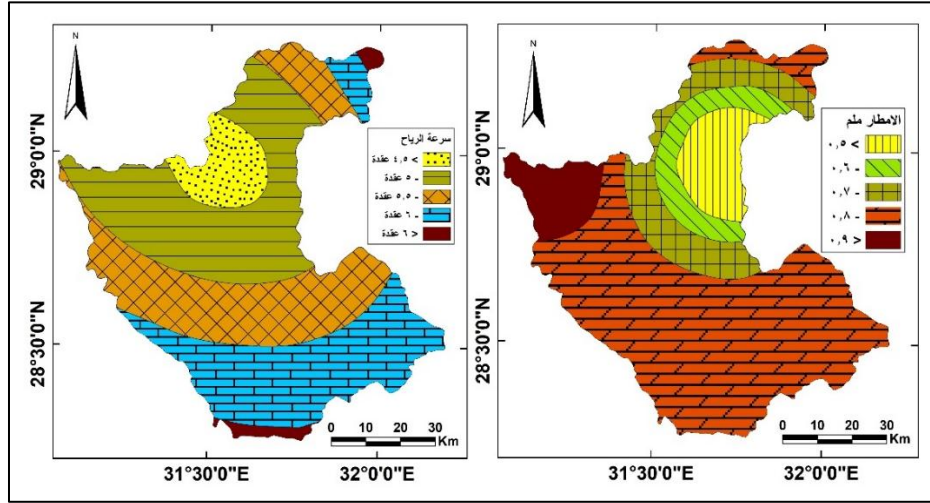 N
سرعة الرياح
> ٤,٥ عقدة
- ٥ عقدة
- ٥,٥ عقدة
- ٦ عقدة
< ٦ عقدة
29°0'0"N
28°30'0"N
0 10 20 30
Km
31°30'0"E
32°0'0"E
N
الامطار ملم
> ٠,٥
- ٠,٦
- ٠,٧
- ٠,٨
< ٠,٩
29°0'0"N
28°30'0"N
0 10 20 30
Km
31°30'0"E
32°0'0"E